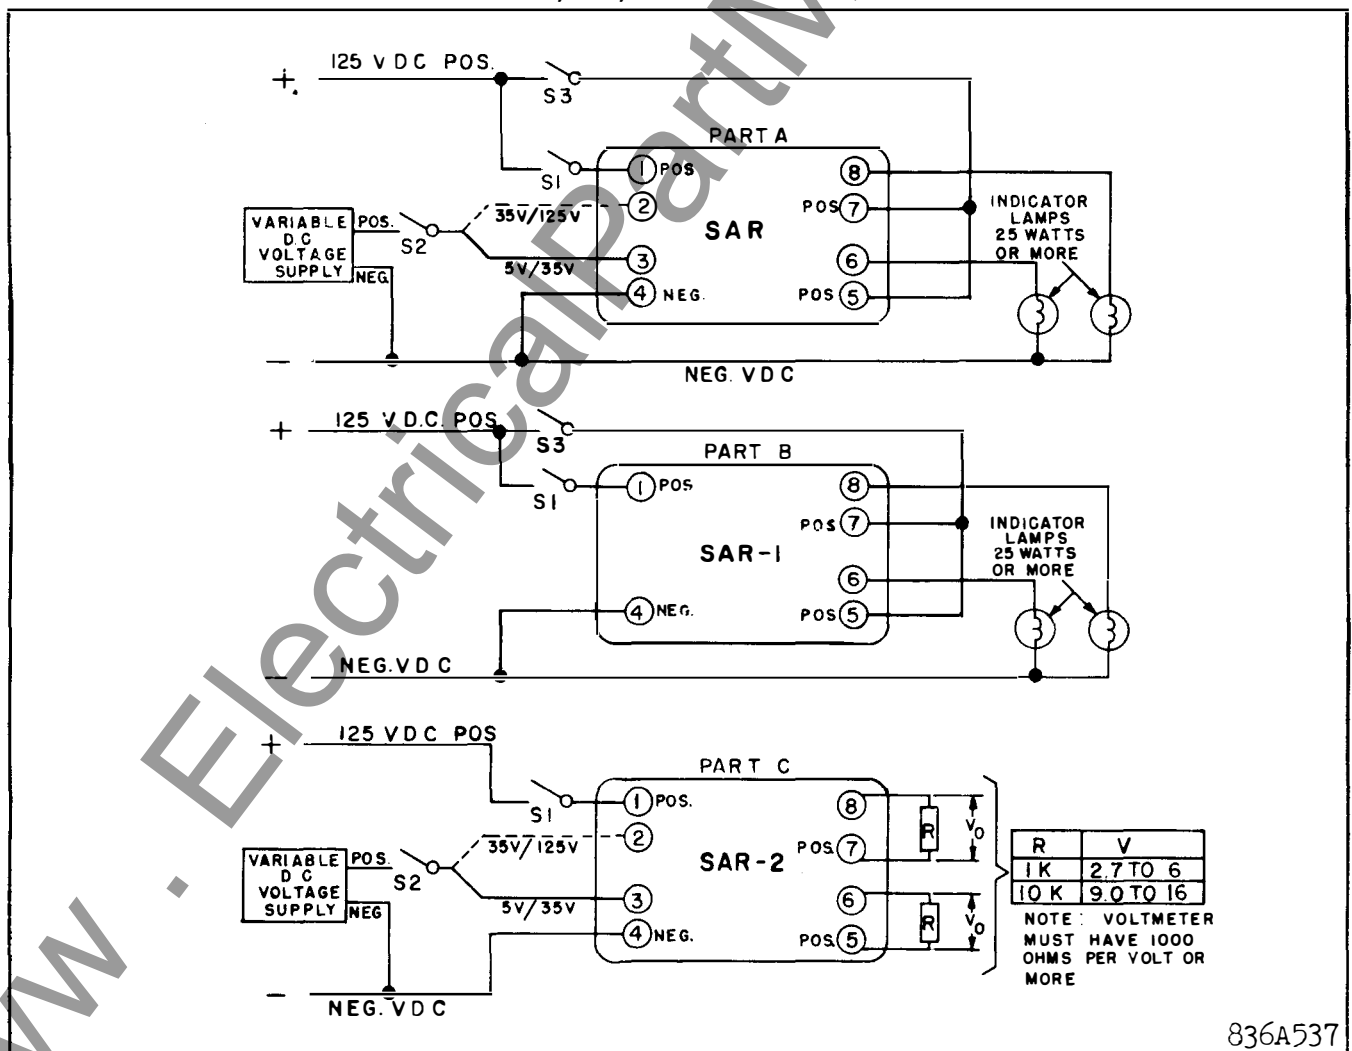 125 VDC POS.
+
S3
PART A
S1
1 POS
8
2
35V/125V
POS 7
SAR
INDICATOR
LAMPS
25 WATTS
OR MORE
VARIABLE
D.C
VOLTAGE
SUPPLY
POS.
NEG
S2
3
5V/35V
6
4 NEG.
POS 5
-
NEG. VDC
+
125 V.D.C. POS
S3
PART B
S1
1 POS
8
POS 7
SAR-1
INDICATOR
LAMPS
25 WATTS
OR MORE
6
4 NEG.
POS 5
-
NEG. VDC
+
125 VDC POS
PART C
S1
1 POS.
8
R
V₀
2
35V/125V
POS. 7
SAR-2
VARIABLE
DC
VOLTAGE
SUPPLY
POS.
NEG
S2
3
5V/35V
6
R
V₀
4 NEG.
POS. 5
-
NEG. VDC
R V
1K 2.7 TO 6
10 K 9.0 TO 16
NOTE: VOLTMETER
MUST HAVE 1000
OHMS PER VOLT OR
MORE
836A537
w . ElectricalPartM